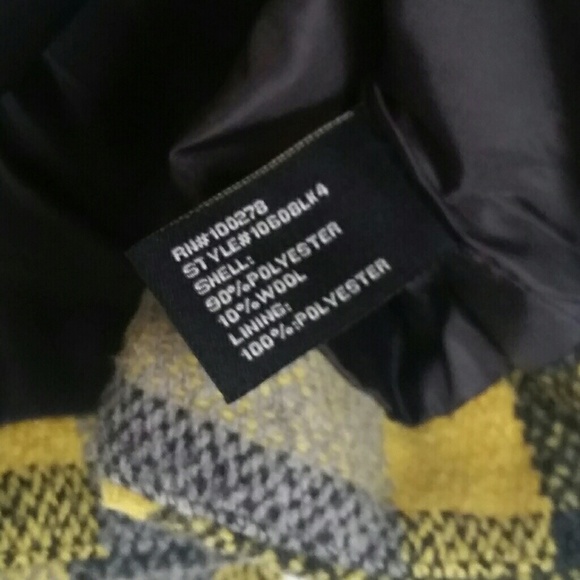 RN#100278
STYLE#10608LK4
SHELL:
90%POLYESTER
10%WOOL
LINING:
100%:POLYESTER